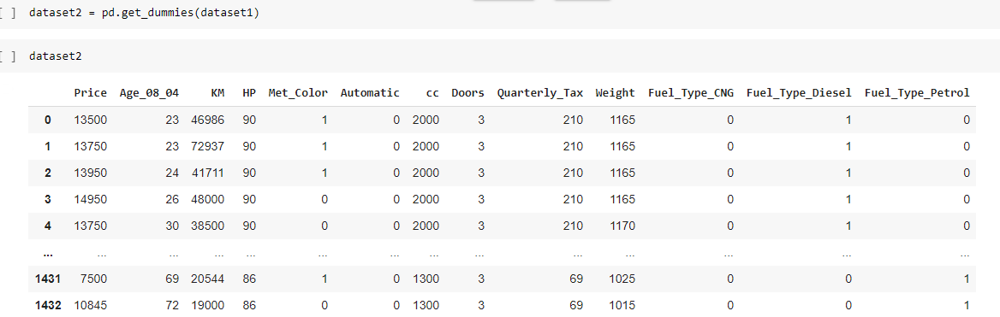 [ ] dataset2 = pd.get_dummies(dataset1)
[ ] dataset2
Price Age_08_04 KM HP Met_Color Automatic cc Doors Quarterly_Tax Weight Fuel_Type_CNG Fuel_Type_Diesel Fuel_Type_Petrol
0 13500 23 46986 90 1 0 2000 3 210 1165 0 1 0
1 13750 23 72937 90 1 0 2000 3 210 1165 0 1 0
2 13950 24 41711 90 1 0 2000 3 210 1165 0 1 0
3 14950 26 48000 90 0 0 2000 3 210 1165 0 1 0
4 13750 30 38500 90 0 0 2000 3 210 1170 0 1 0
... ... ... ... ... ... ... ... ... ... ... ... ... ...
1431 7500 69 20544 86 1 0 1300 3 69 1025 0 0 1
1432 10845 72 19000 86 0 0 1300 3 69 1015 0 0 1